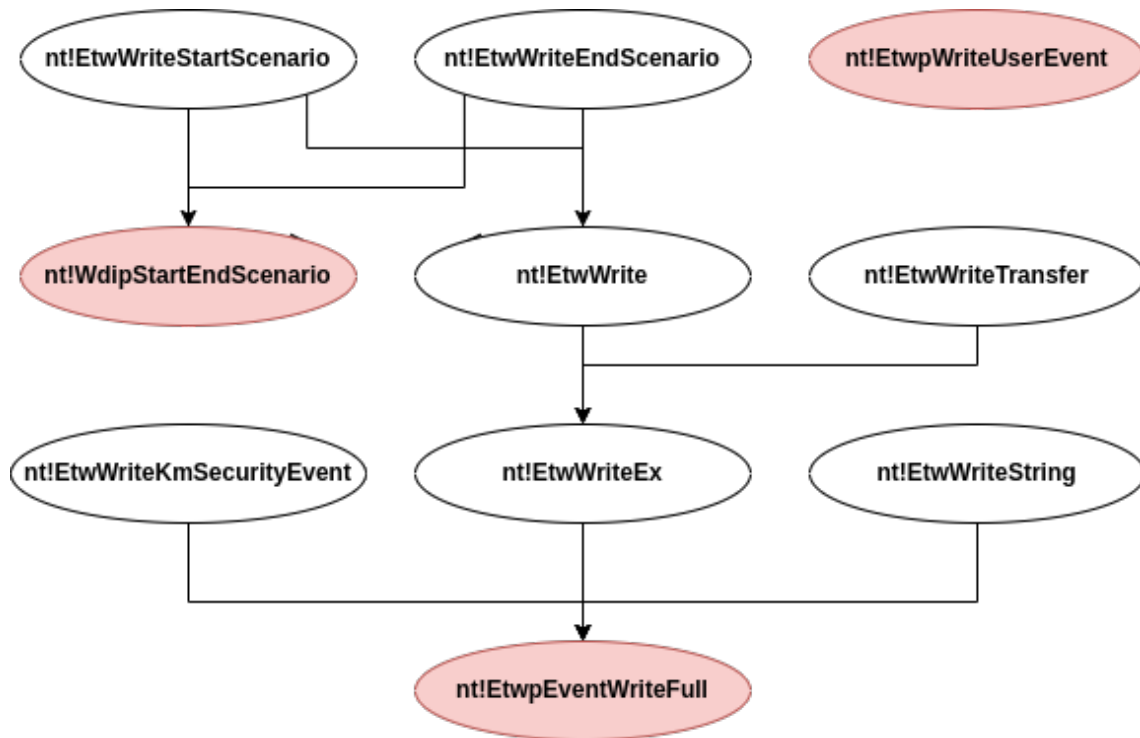 nt!EtwWriteStartScenario
nt!EtwWriteEndScenario
nt!EtwpWriteUserEvent
nt!WdipStartEndScenario
nt!EtwWrite
nt!EtwWriteTransfer
nt!EtwWriteKmSecurityEvent
nt!EtwWriteEx
nt!EtwWriteString
nt!EtwpEventWriteFull